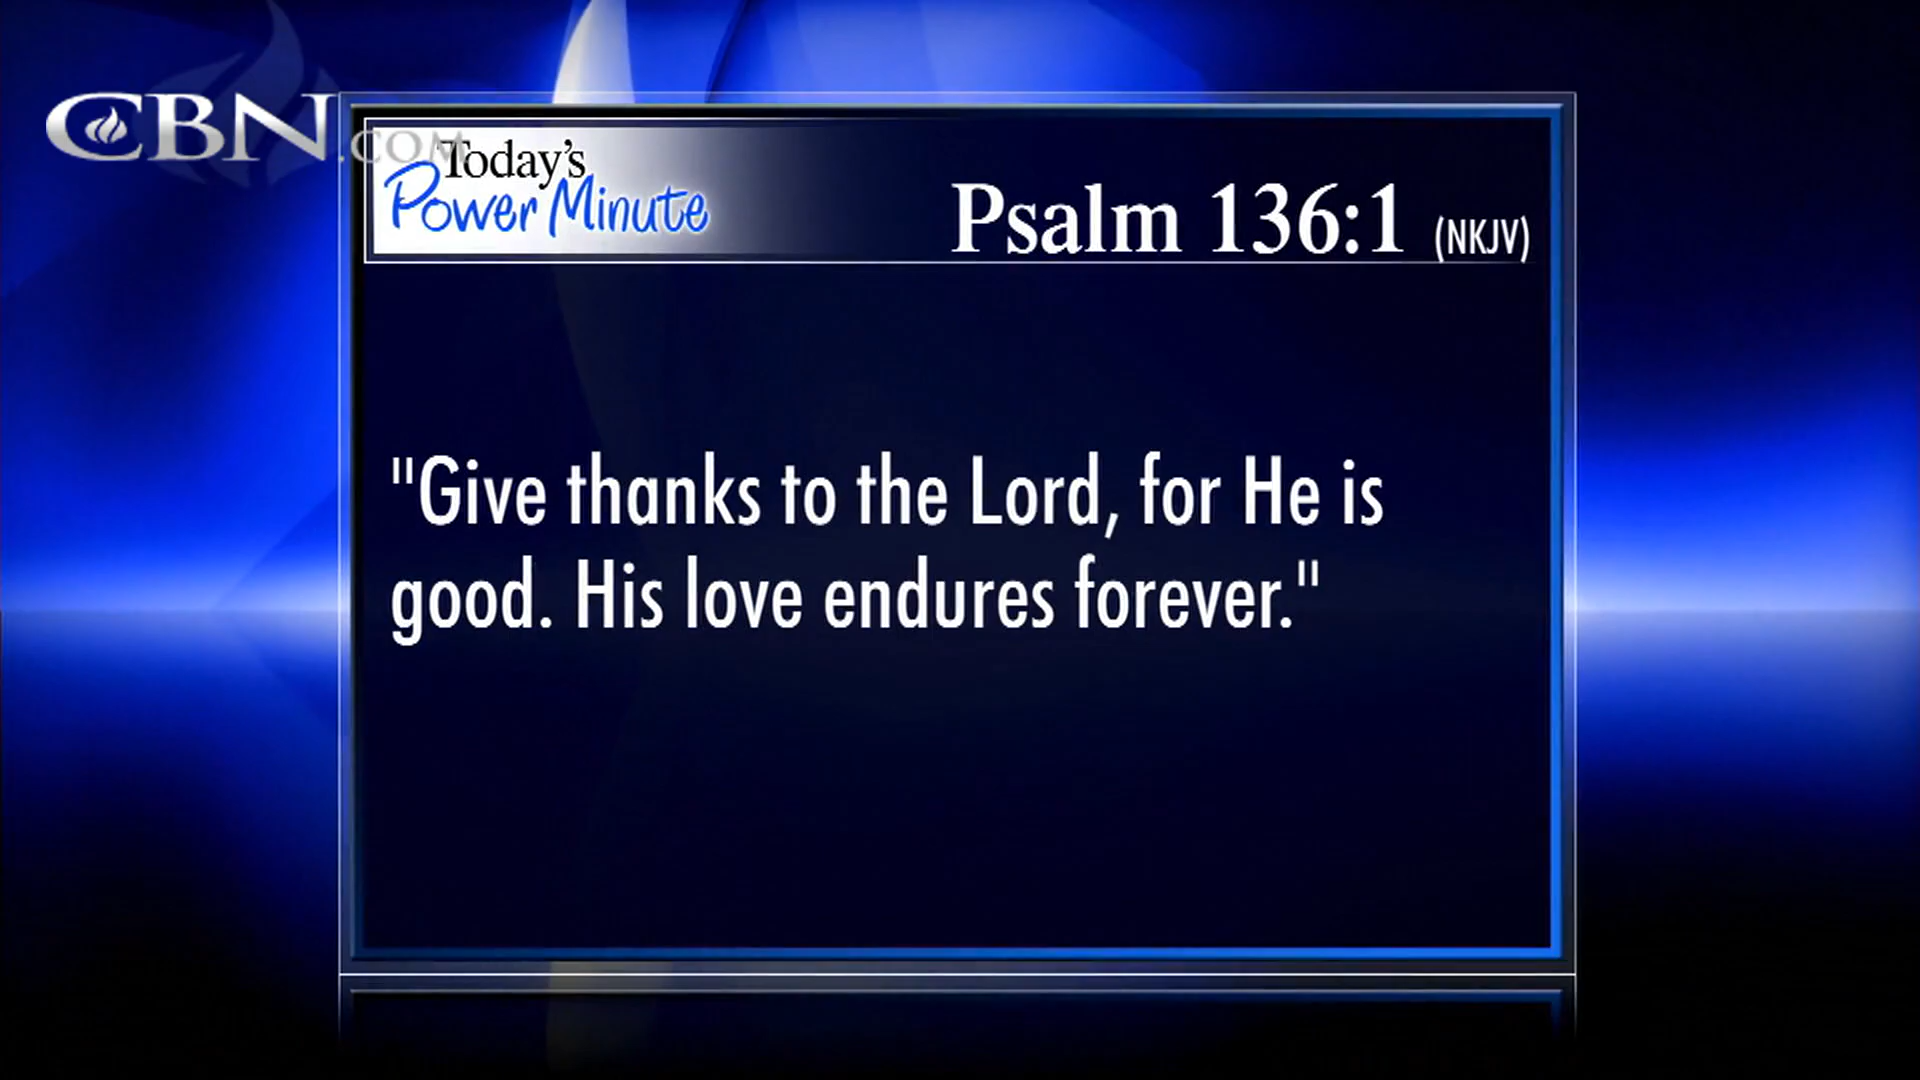 CBN.COM
Today's
Power Minute
Psalm 136:1 (NKJV)
"Give thanks to the Lord, for He is
good. His love endures forever."